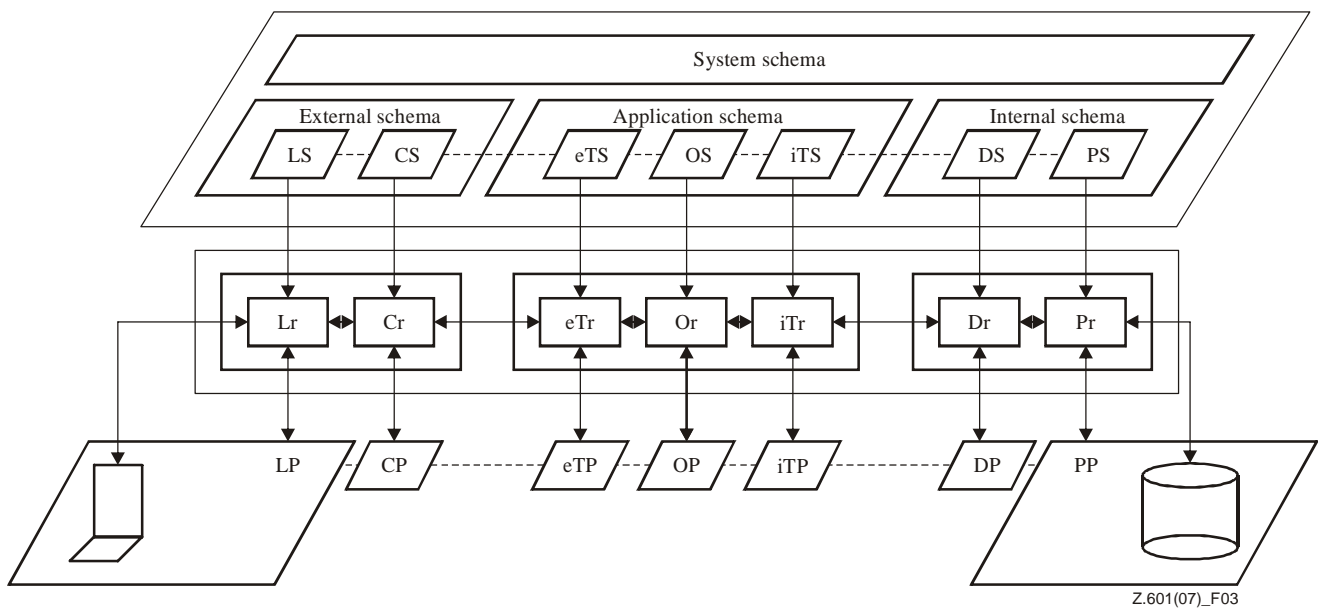 System schema
External schema Application schema Internal schema
LS CS eTS OS iTS DS PS
Lr Cr eTr Or iTr Dr Pr
LP CP eTP OP iTP DP PP
Z.601(07)_F03